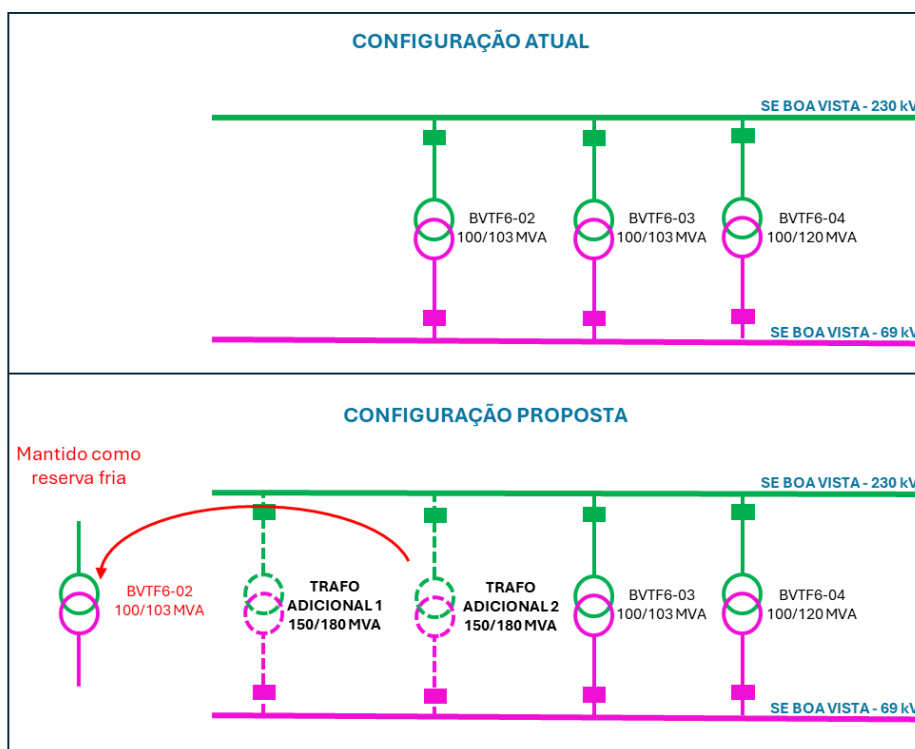 CONFIGURAÇÃO ATUAL
SE BOA VISTA - 230 kV
BVTF6-02
100/103 MVA
BVTF6-03
100/103 MVA
BVTF6-04
100/120 MVA
SE BOA VISTA - 69 kV
CONFIGURAÇÃO PROPOSTA
Mantido como
reserva fria
SE BOA VISTA - 230 kV
BVTF6-02
100/103 MVA
TRAFO
ADICIONAL 1
150/180 MVA
TRAFO
ADICIONAL 2
150/180 MVA
BVTF6-03
100/103 MVA
BVTF6-04
100/120 MVA
SE BOA VISTA - 69 kV